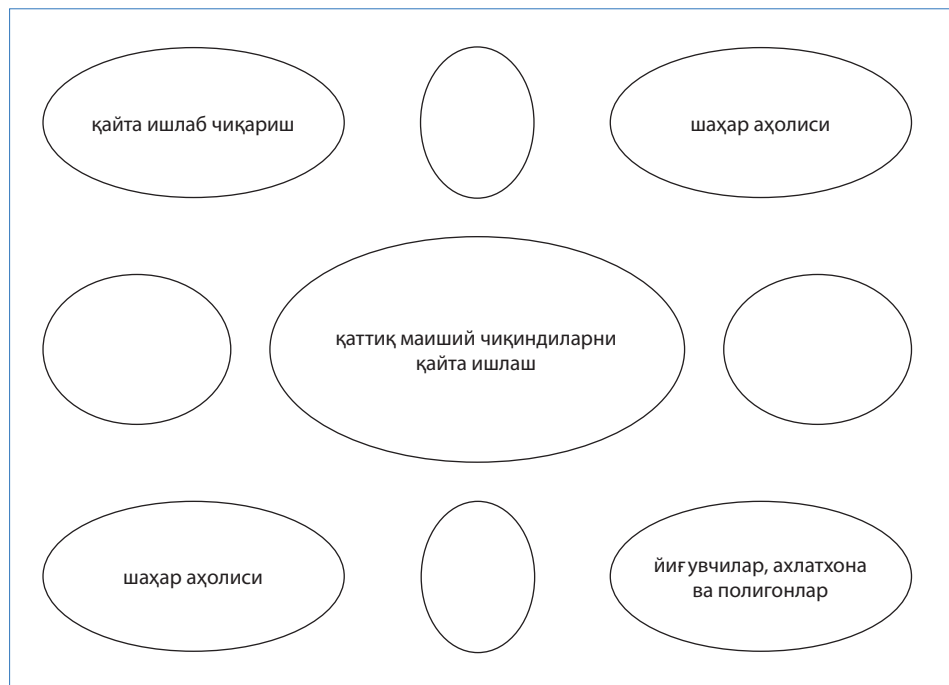 қайта ишлаб чиқариш
шаҳар аҳолиси
қаттиқ маиший чиқиндиларни
қайта ишлаш
шаҳар аҳолиси
йиғувчилар, ахлатхона
ва полигонлар